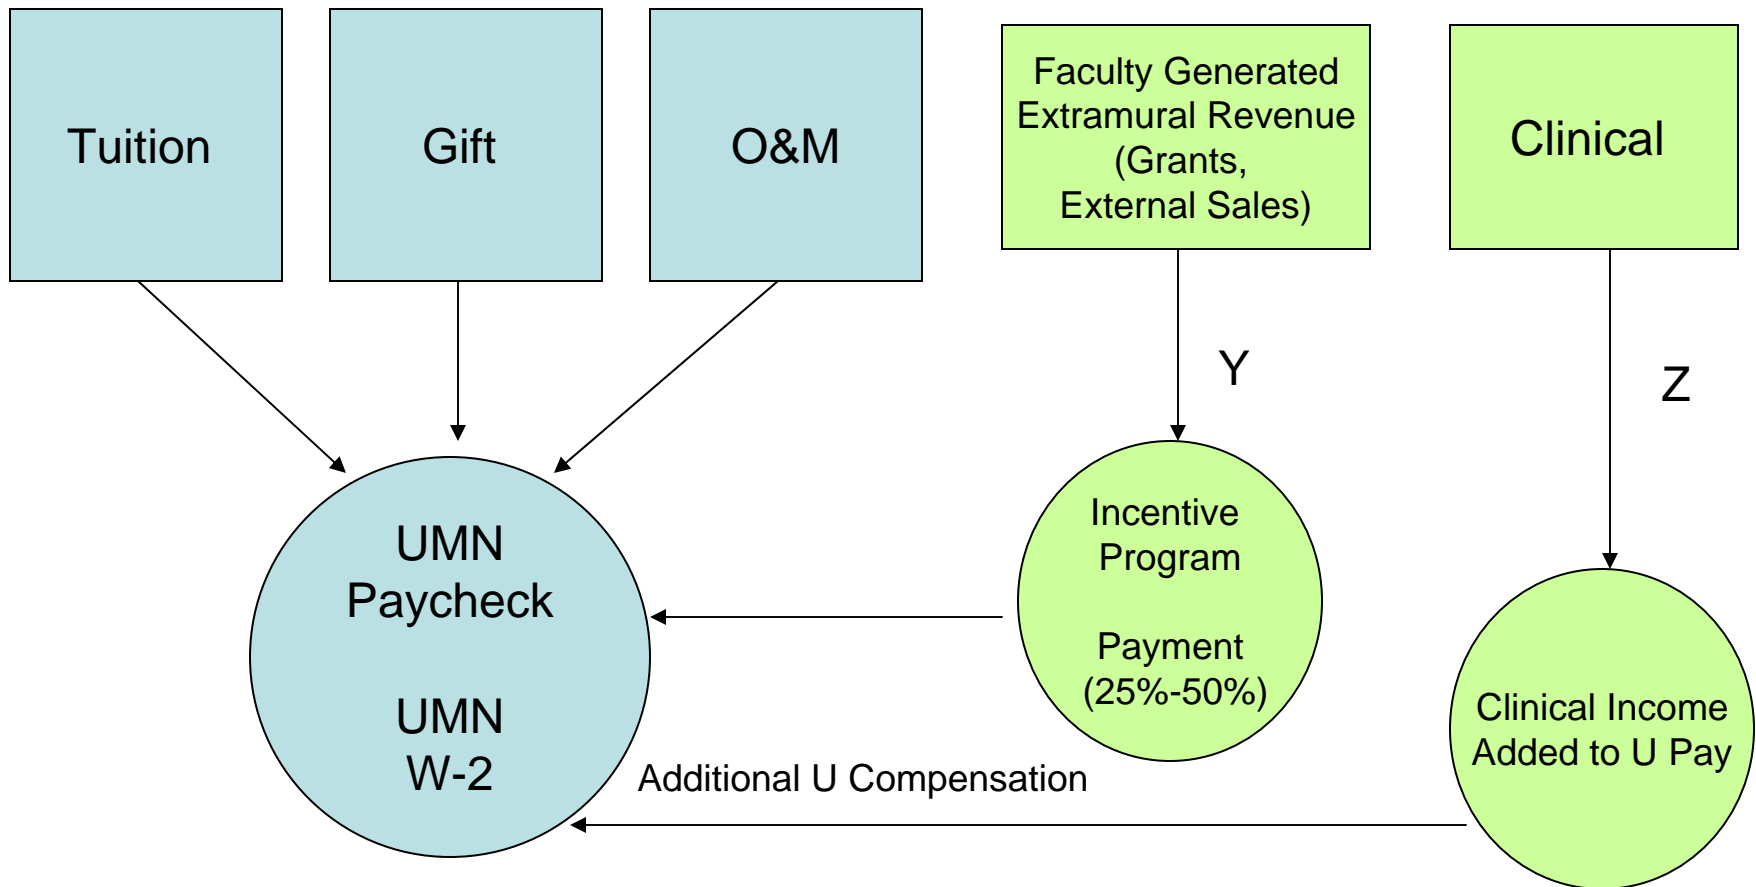 Tuition
Gift
O&M
Faculty Generated
Extramural Revenue
(Grants,
External Sales)
Clinical
Y
Z
UMN
Paycheck
UMN
W-2
Incentive
Program
Payment
(25%-50%)
Clinical Income
Added to U Pay
Additional U Compensation